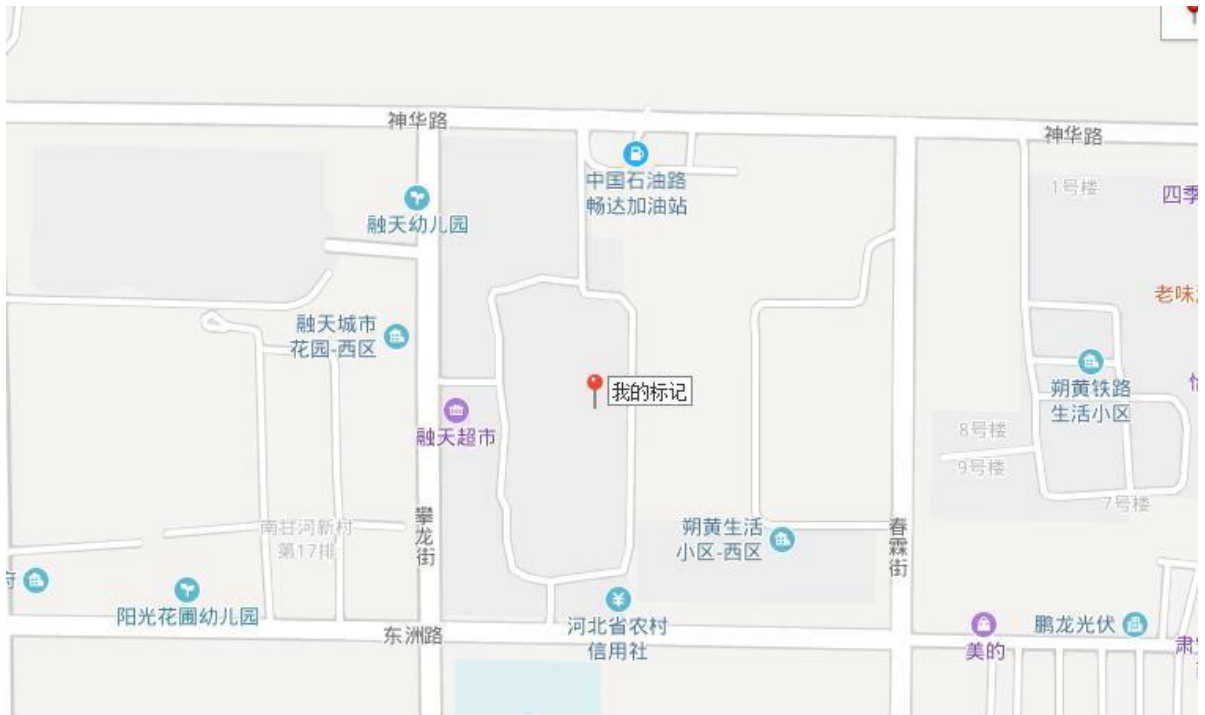 神华路
神华路
中国石油路
畅达加油站
1号楼
四季
融天幼儿园
老味
融天城市
花园-西区
我的标记
朔黄铁路
生活小区
融天超市
8号楼
9号楼
7号楼
攀龙街
南甘河新村
第17排
朔黄生活
小区-西区
春霖街
府
阳光花圃幼儿园
东洲路
河北省农村
信用社
美的
鹏龙光伏